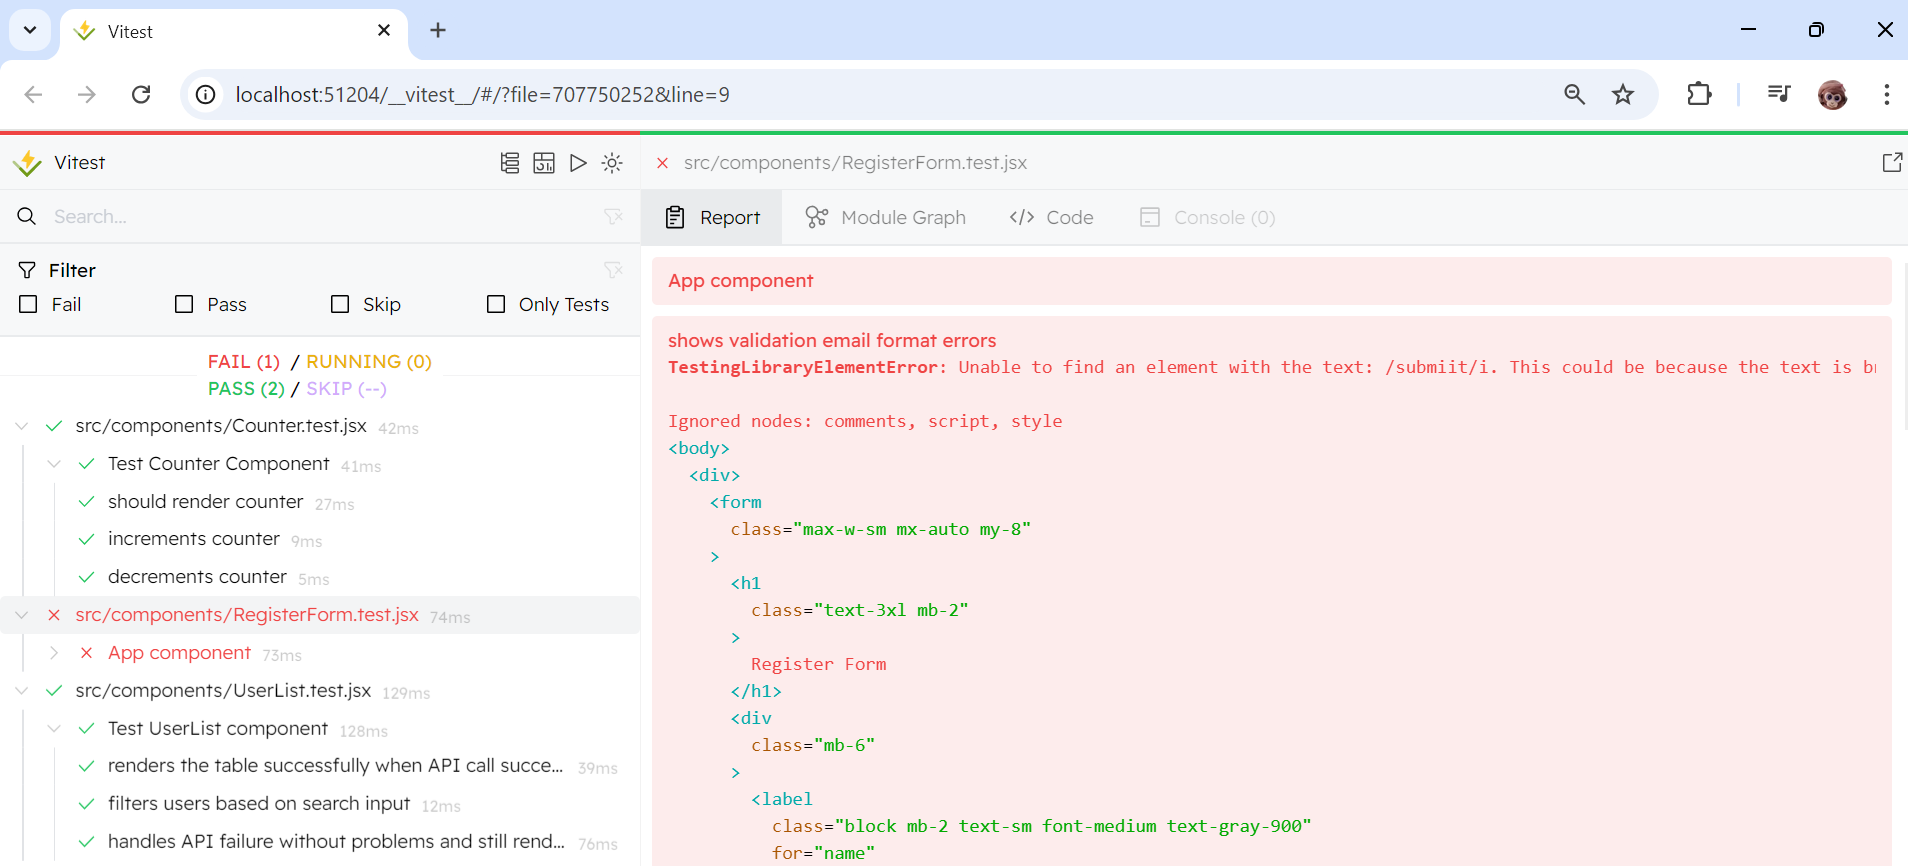 Vitest
localhost:51204/__vitest__/#/?file=707750252&line=9
Vitest
Search...
Filter
Fail
Pass
Skip
Only Tests
FAIL (1) / RUNNING (0)
PASS (2) / SKIP (--)
src/components/Counter.test.jsx 42ms
Test Counter Component 41ms
should render counter 27ms
increments counter 9ms
decrements counter 5ms
src/components/RegisterForm.test.jsx 74ms
App component 73ms
src/components/UserList.test.jsx 129ms
Test UserList component 128ms
renders the table successfully when API call succe... 39ms
filters users based on search input 12ms
handles API failure without problems and still rend... 76ms
src/components/RegisterForm.test.jsx
Report
Module Graph
Code
Console (0)
App component
shows validation email format errors
TestingLibraryElementError: Unable to find an element with the text: /submiit/i. This could be because the text is
Ignored nodes: comments, script, style
<body>
<div>
<form
class="max-w-sm mx-auto my-8"
>
<h1
class="text-3xl mb-2"
>
Register Form
</h1>
<div
class="mb-6"
>
<label
class="block mb-2 text-sm font-medium text-gray-900"
for="name"